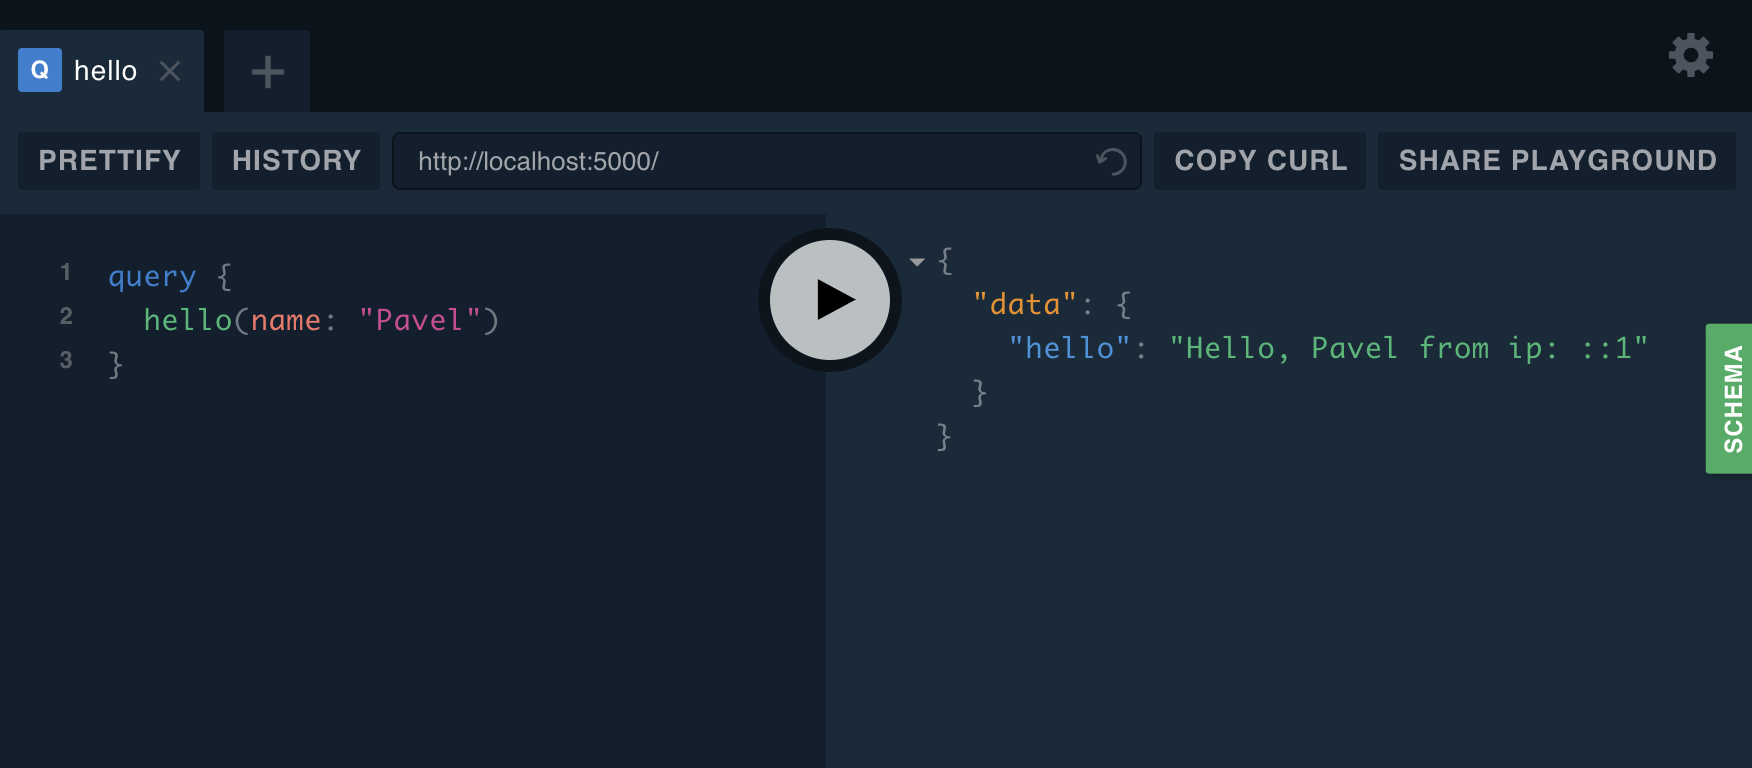 Q hello
PRETTIFY HISTORY http://localhost:5000/ COPY CURL SHARE PLAYGROUND
1 query {
2 hello(name: "Pavel")
3 }
{
"data": {
"hello": "Hello, Pavel from ip: ::1"
}
}
SCHEMA